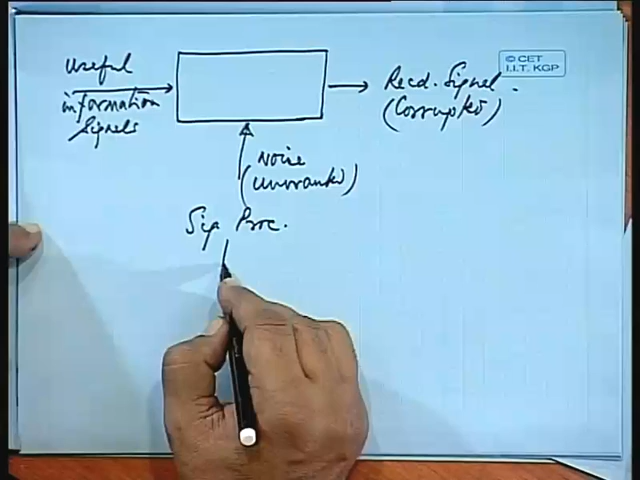 Useful
information
Signals
© CET
I.I.T. KGP
Recd. Signal.
(Corrupted)
Noise
(Unwanted)
Sig Proc.